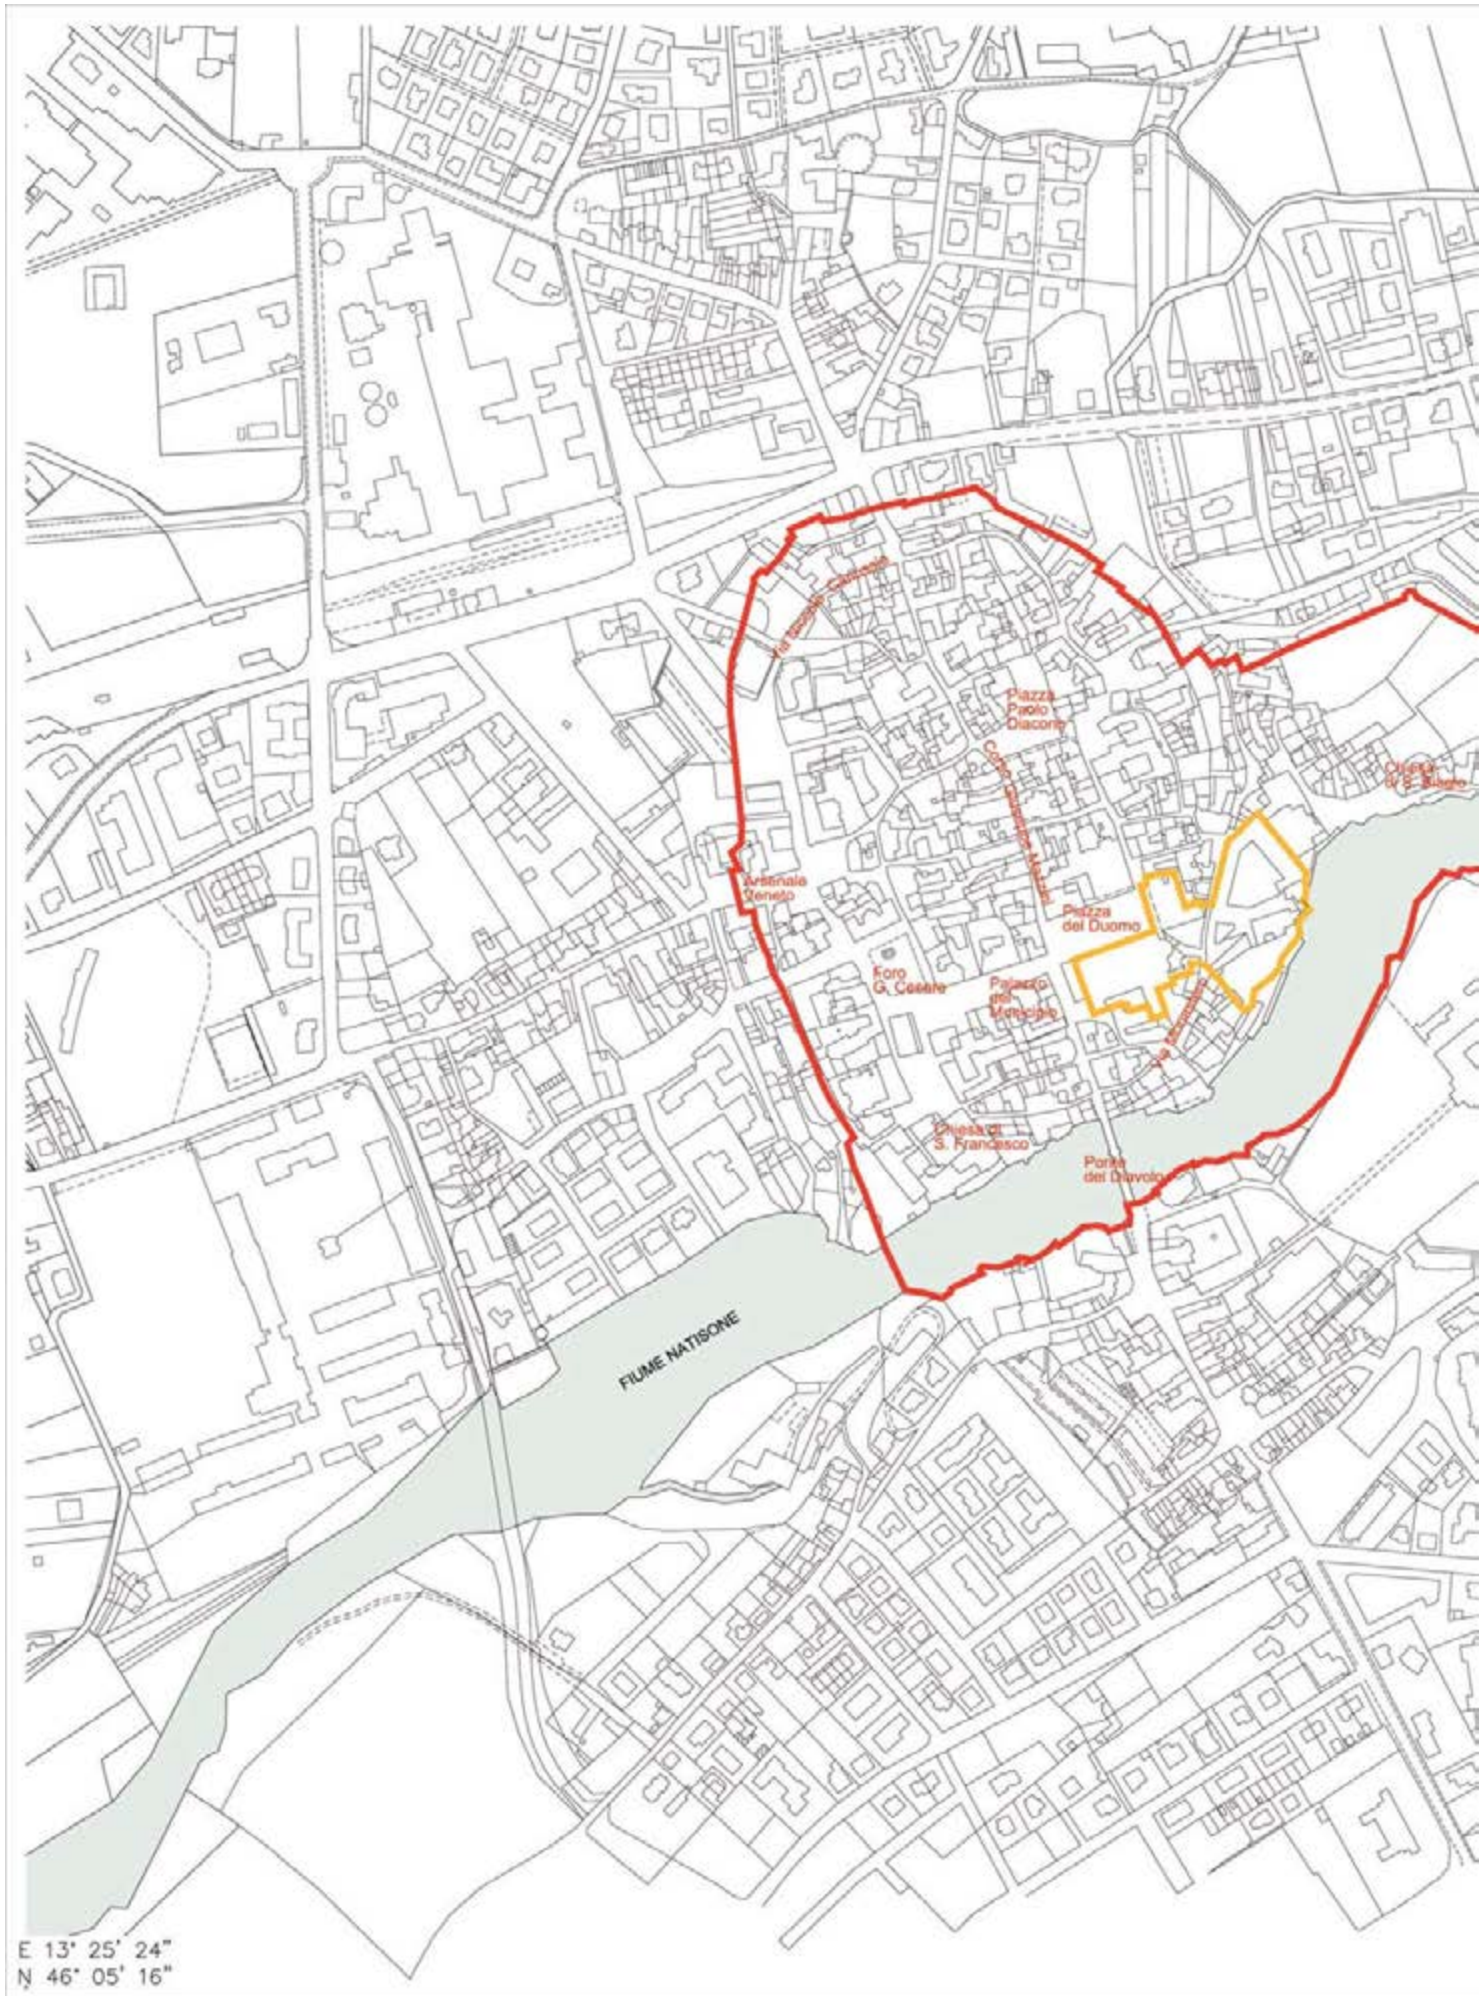 Piazza
Paolo
Diacono
Corso Giuseppe Mazzini
Chiesa
di S. Biagio
Arsenale
Veneto
Piazza
del Duomo
Foro
G. Cesare
Palazzo
del
Municipio
Via Monastero
Chiesa di
S. Francesco
Ponte
del Diavolo
FIUME NATISONE
E 13° 25' 24"
N 46° 05' 16"